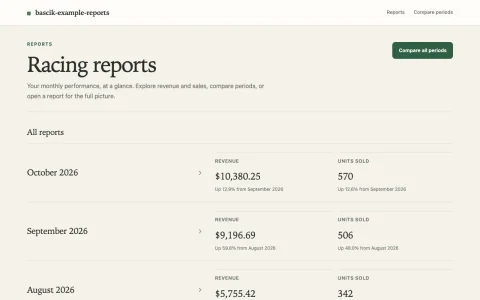 bascik-example-reports
Reports
Compare periods
REPORTS
Racing reports
Your monthly performance, at a glance. Explore revenue and sales, compare periods, or
open a report for the full picture.
Compare all periods
All reports
October 2026
REVENUE
$10,380.25
Up 12.9% from September 2026
UNITS SOLD
570
Up 12.6% from September 2026
September 2026
REVENUE
$9,196.69
Up 59.8% from August 2026
UNITS SOLD
506
Up 48.0% from August 2026
August 2026
REVENUE
$5,755.42
UNITS SOLD
342